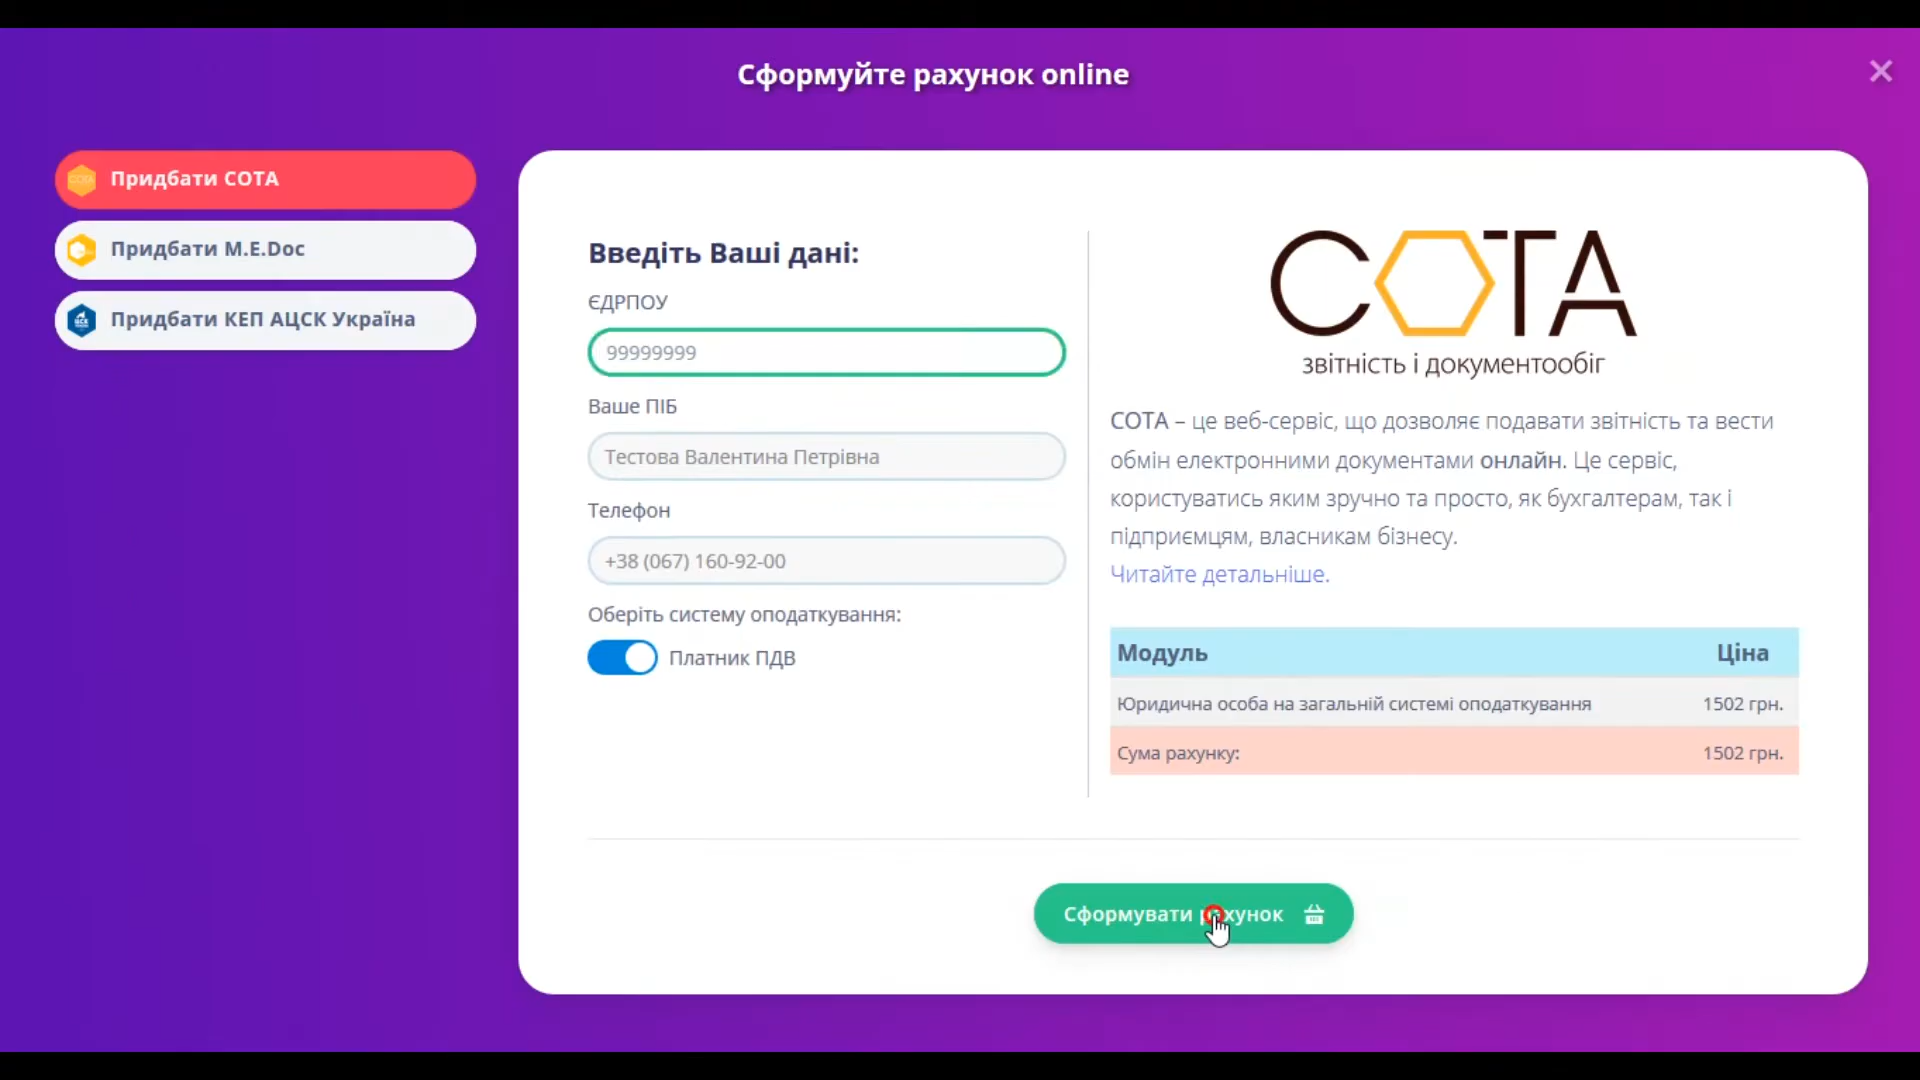 Сформуйте рахунок online
Придбати СОТА
Придбати M.E.Doc
Придбати КЕП АЦСК Україна
Введіть Ваші дані:
ЄДРПОУ
99999999
Ваше ПІБ
Тестова Валентина Петрівна
Телефон
+38 (067) 160-92-00
Оберіть систему оподаткування:
Платник ПДВ
СОТА
звітність і документообіг
СОТА – це веб-сервіс, що дозволяє подавати звітність та вести
обмін електронними документами онлайн. Це сервіс,
користуватись яким зручно та просто, як бухгалтерам, так і
підприємцям, власникам бізнесу.
Читайте детальніше.
Модуль Ціна
Юридична особа на загальній системі оподаткування 1502 грн.
Сума рахунку: 1502 грн.
Сформувати рахунок